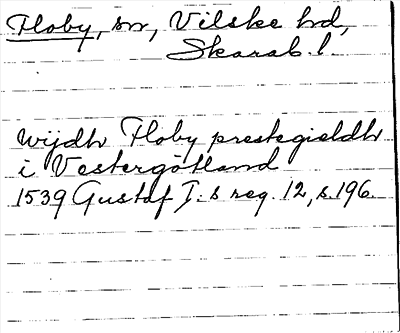 Floby, sn, Vilske hd,
Skarab. l.
wijdh Floby prestegieldh
i Vestergötland
1539 Gustaf I:s reg. 12, s. 196.